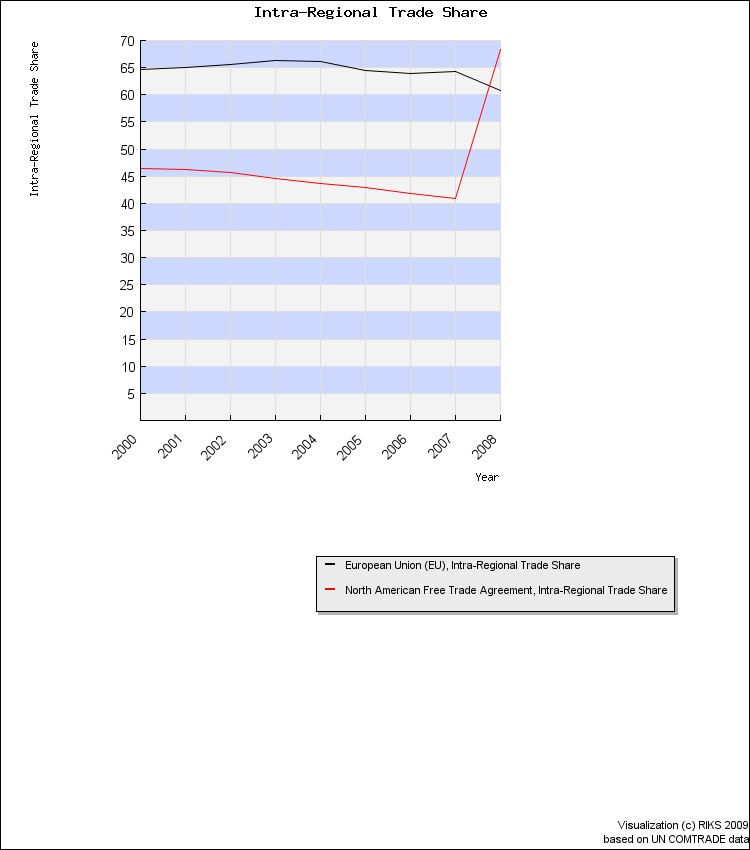 Intra-Regional Trade Share
Intra-Regional Trade Share
70
65
60
55
50
45
40
35
30
25
20
15
10
5
2000 2001 2002 2003 2004 2005 2006 2007 2008
Year
European Union (EU), Intra-Regional Trade Share
North American Free Trade Agreement, Intra-Regional Trade Share
Visualization (c) RIKS 2009
based on UN COMTRADE data